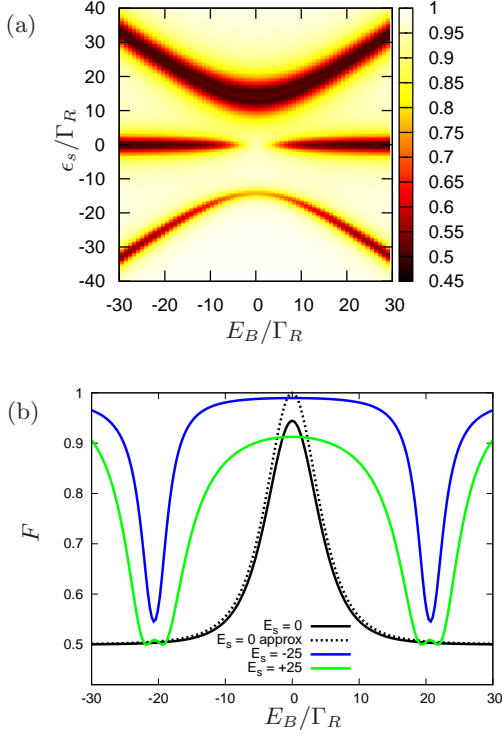 (a)
ϵ_s/Γ_R
40
30
20
10
0
-10
-20
-30
-40
-30 -20 -10 0 10 20 30
E_B/Γ_R
1
0.95
0.9
0.85
0.8
0.75
0.7
0.65
0.6
0.55
0.5
0.45
(b)
F
1
0.9
0.8
0.7
0.6
0.5
E_s = 0
E_s = 0 approx
E_s = -25
E_s = +25
-30 -20 -10 0 10 20 30
E_B/Γ_R